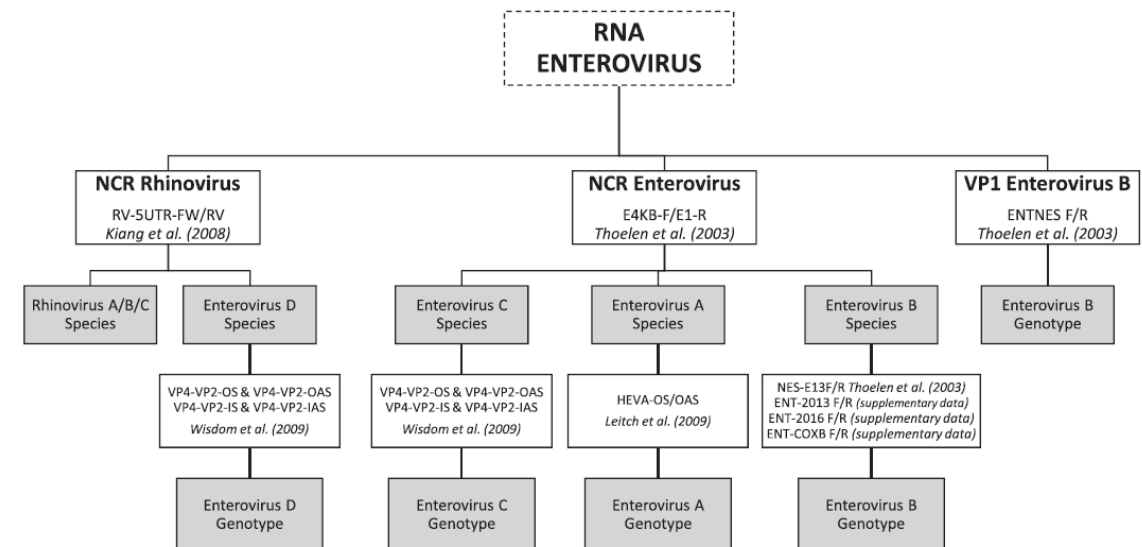 RNA
ENTEROVIRUS
NCR Rhinovirus
RV-5UTR-FW/RV
Kiang et al. (2008)
NCR Enterovirus
E4KB-F/E1-R
Thoelen et al. (2003)
VP1 Enterovirus B
ENTNES F/R
Thoelen et al. (2003)
Rhinovirus A/B/C
Species
Enterovirus D
Species
Enterovirus C
Species
Enterovirus A
Species
Enterovirus B
Species
Enterovirus B
Genotype
VP4-VP2-OS & VP4-VP2-OAS
VP4-VP2-IS & VP4-VP2-IAS
Wisdom et al. (2009)
VP4-VP2-OS & VP4-VP2-OAS
VP4-VP2-IS & VP4-VP2-IAS
Wisdom et al. (2009)
HEVA-OS/OAS
Leitch et al. (2009)
NES-E13F/R Thoelen et al. (2003)
ENT-2013 F/R (supplementary data)
ENT-2016 F/R (supplementary data)
ENT-COXB F/R (supplementary data)
Enterovirus D
Genotype
Enterovirus C
Genotype
Enterovirus A
Genotype
Enterovirus B
Genotype